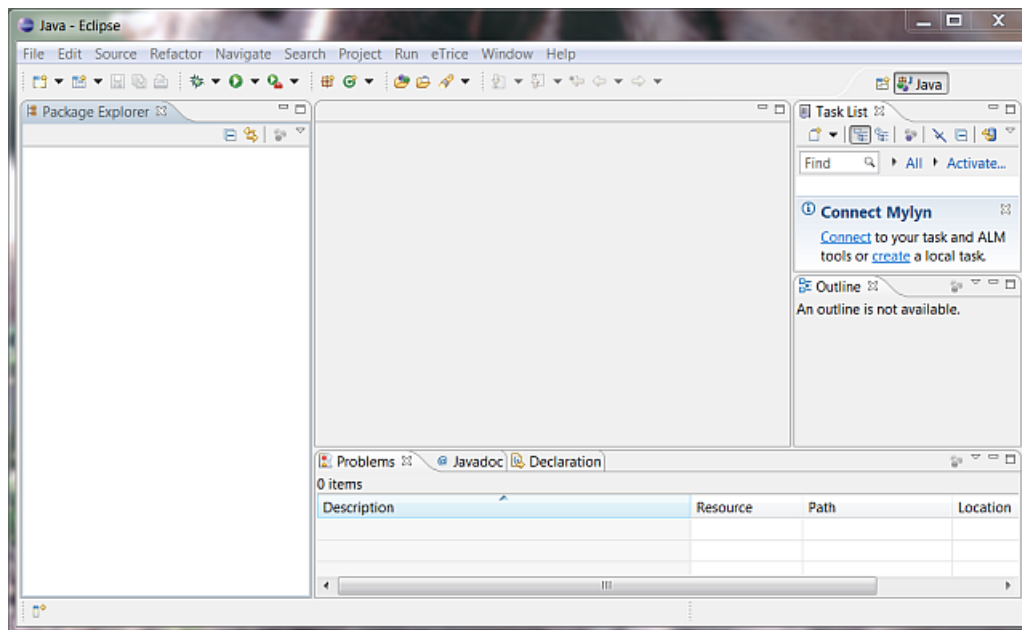 Java - Eclipse
File Edit Source Refactor Navigate Search Project Run eTrice Window Help
Java
Package Explorer
Task List
Find All Activate...
Connect Mylyn
Connect to your task and ALM
tools or create a local task.
Outline
An outline is not available.
Problems @ Javadoc Declaration
0 items
Description Resource Path Location